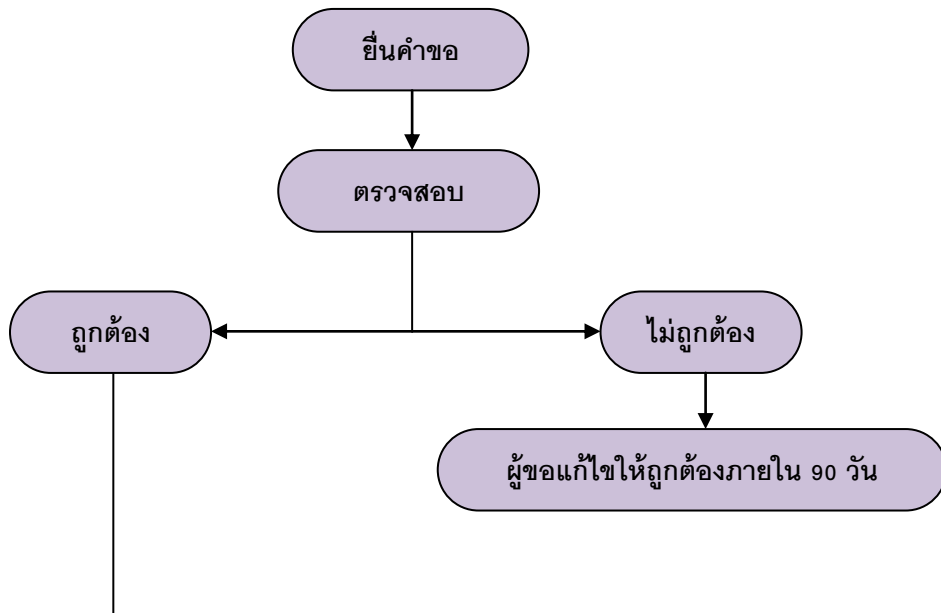 ยื่นคำขอ
ตรวจสอบ
ถูกต้อง
ไม่ถูกต้อง
ผู้ขอแก้ไขให้ถูกต้องภายใน 90 วัน